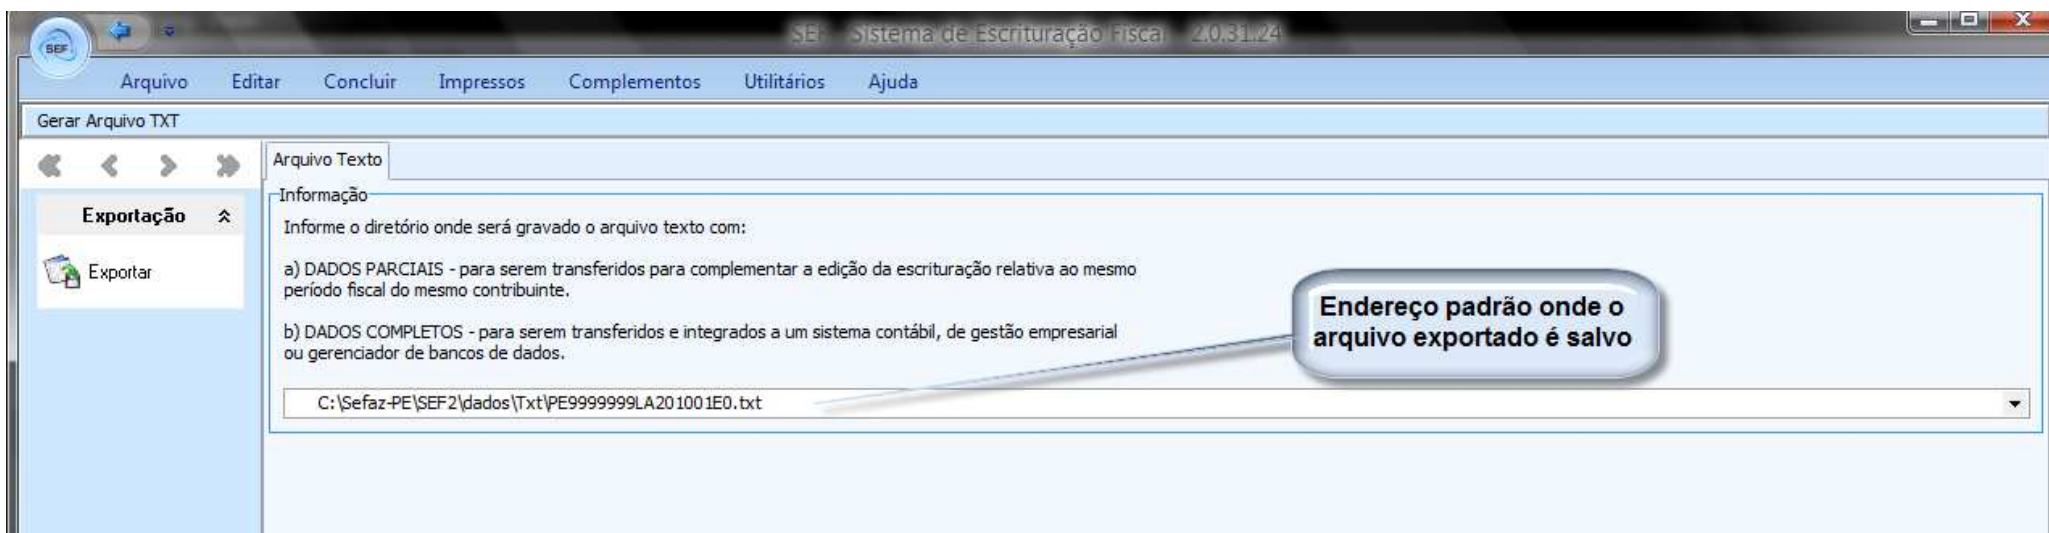 SEF - Sistema de Escrituração Fiscal - 2.0.31.24
SEF
Arquivo Editar Concluir Impressos Complementos Utilitários Ajuda
Gerar Arquivo TXT
Exportação
Exportar
Arquivo Texto
Informação
Informe o diretório onde será gravado o arquivo texto com:
a) DADOS PARCIAIS - para serem transferidos para complementar a edição da escrituração relativa ao mesmo
período fiscal do mesmo contribuinte.
b) DADOS COMPLETOS - para serem transferidos e integrados a um sistema contábil, de gestão empresarial
ou gerenciador de bancos de dados.
C:\Sefaz-PE\SEF2\dados\Txt\PE9999999LA201001E0.txt
Endereço padrão onde o
arquivo exportado é salvo